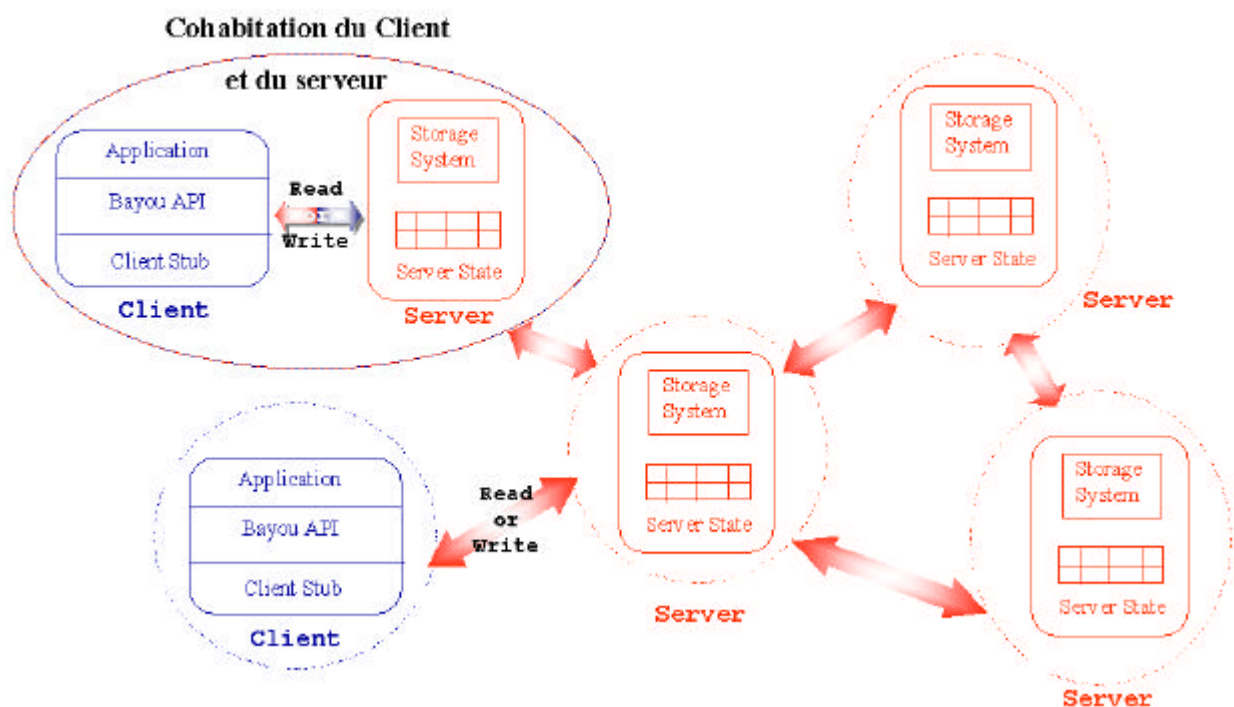 Cohabitation du Client
et du serveur
Application
Bayou API
Client Stub
Client
Read
Write
Storage
System
Server State
Server
Storage
System
Server State
Server
Storage
System
Server State
Server
Application
Bayou API
Client Stub
Client
Read
or
Write
Storage
System
Server State
Server